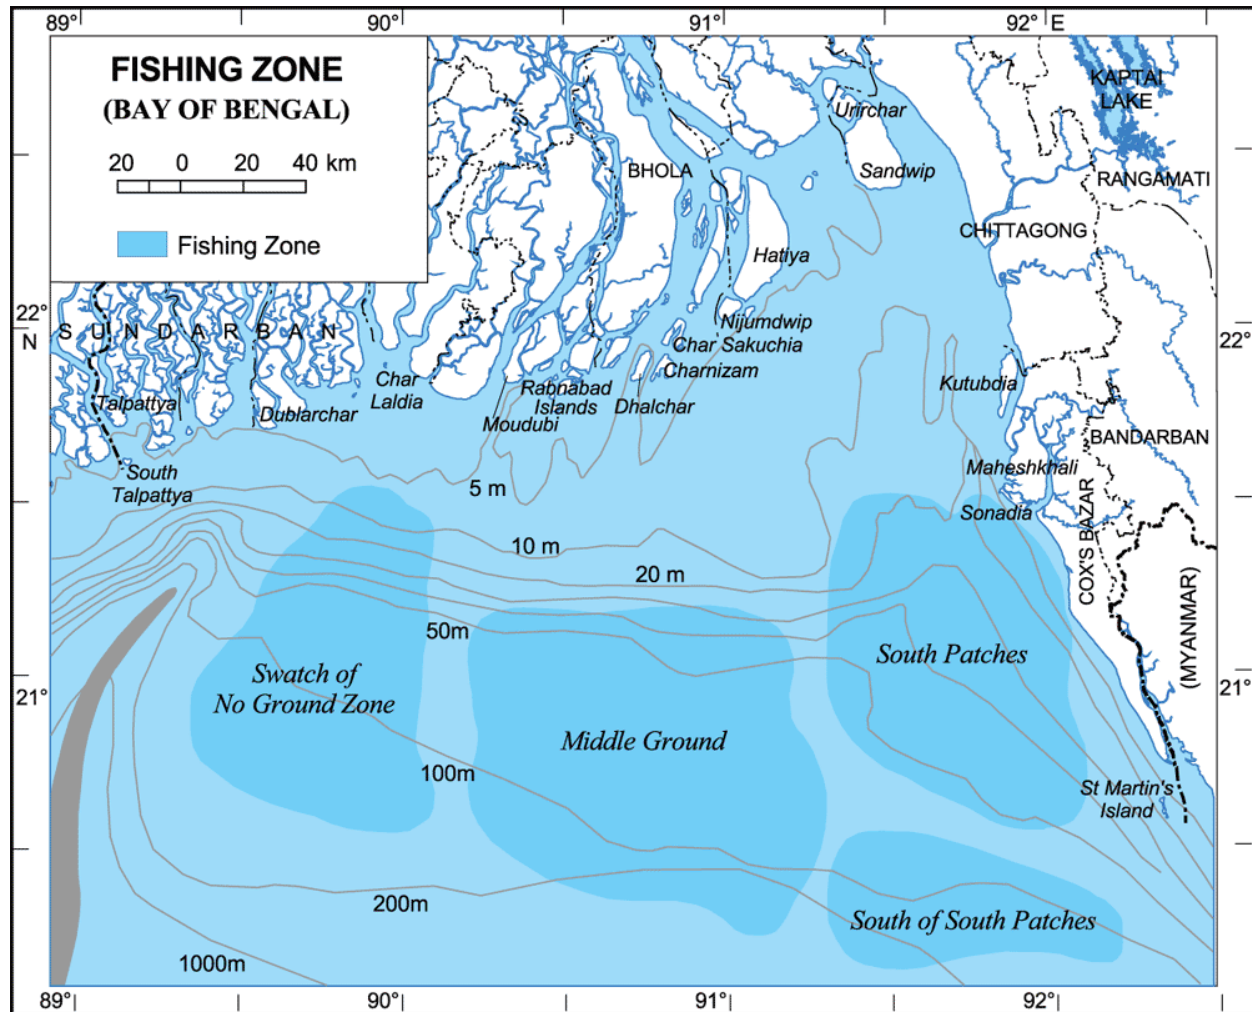 89°
90°
91°
92° E
FISHING ZONE
(BAY OF BENGAL)
20 0 20 40 km
Fishing Zone
KAPTAI
LAKE
Urirchar
BHOLA
Sandwip
RANGAMATI
CHITTAGONG
Hatiya
22°
N
SUNDARBAN
Nijumdwip
22°
Char Sakuchia
Charnizam
Char
Laldia
Kutubdia
Talpattya
Dublarchar
Rabnabad
Islands
Dhalchar
Moudubi
BANDARBAN
South
Talpattya
Maheshkhali
5 m
Sonadia
COX'S BAZAR
10 m
20 m
50m
(MYANMAR)
South Patches
Swatch of
No Ground Zone
21°
21°
Middle Ground
100m
St Martin's
Island
200m
South of South Patches
1000m
89°
90°
91°
92°